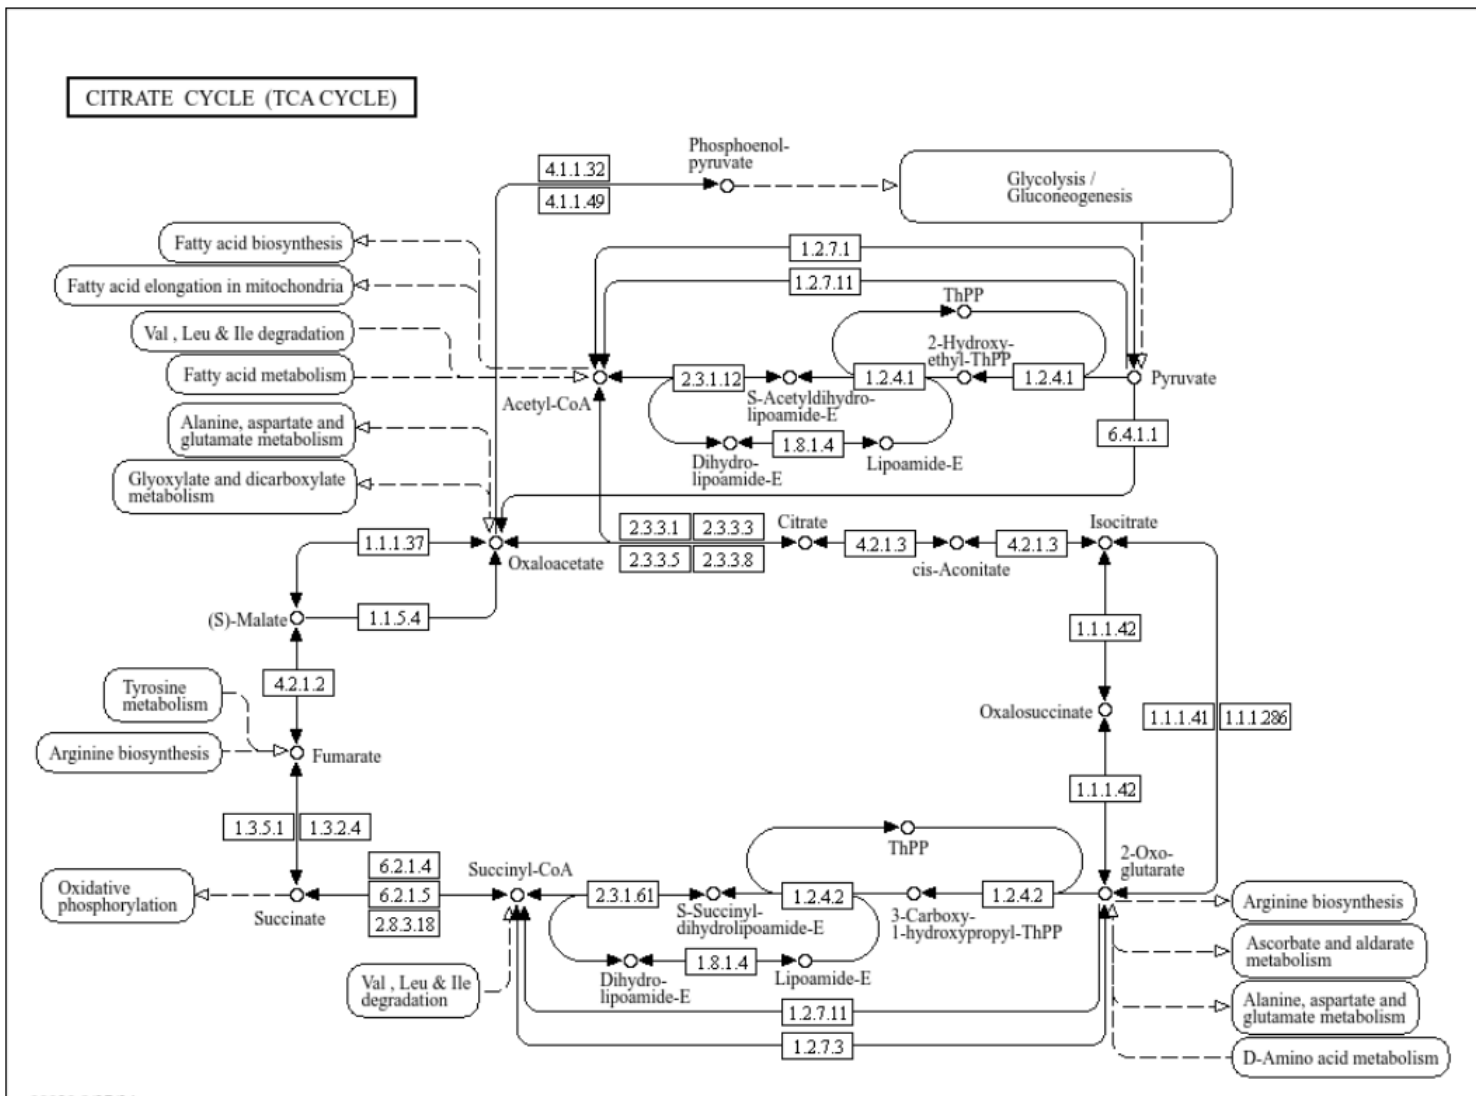 CITRATE CYCLE (TCA CYCLE)
Phosphoenol-
pyruvate
4.1.1.32
4.1.1.49
Glycolysis /
Gluconeogenesis
Fatty acid biosynthesis
Fatty acid elongation in mitochondria
Val , Leu & Ile degradation
Fatty acid metabolism
Alanine, aspartate and
glutamate metabolism
Glyoxylate and dicarboxylate
metabolism
1.2.7.1
1.2.7.11
ThPP
2-Hydroxy-
ethyl-ThPP
Acetyl-CoA
2.3.1.12
S-Acetyldihydro-
lipoamide-E
1.2.4.1
1.2.4.1
Pyruvate
Dihydro-
lipoamide-E
1.8.1.4
Lipoamide-E
6.4.1.1
1.1.1.37
Oxaloacetate
2.3.3.1
2.3.3.3
2.3.3.5
2.3.3.8
Citrate
4.2.1.3
cis-Aconitate
4.2.1.3
Isocitrate
(S)-Malate
1.1.5.4
1.1.1.42
4.2.1.2
Tyrosine
metabolism
Arginine biosynthesis
Fumarate
Oxalosuccinate
1.1.1.41
1.1.1.286
1.1.1.42
1.3.5.1
1.3.2.4
Oxidative
phosphorylation
Succinate
6.2.1.4
6.2.1.5
2.8.3.18
Succinyl-CoA
2.3.1.61
S-Succinyl-
dihydrolipoamide-E
ThPP
1.2.4.2
3-Carboxy-
1-hydroxypropyl-ThPP
1.2.4.2
2-Oxo-
glutarate
Val , Leu & Ile
degradation
Dihydro-
lipoamide-E
1.8.1.4
Lipoamide-E
1.2.7.11
1.2.7.3
Arginine biosynthesis
Ascorbate and aldarate
metabolism
Alanine, aspartate and
glutamate metabolism
D-Amino acid metabolism